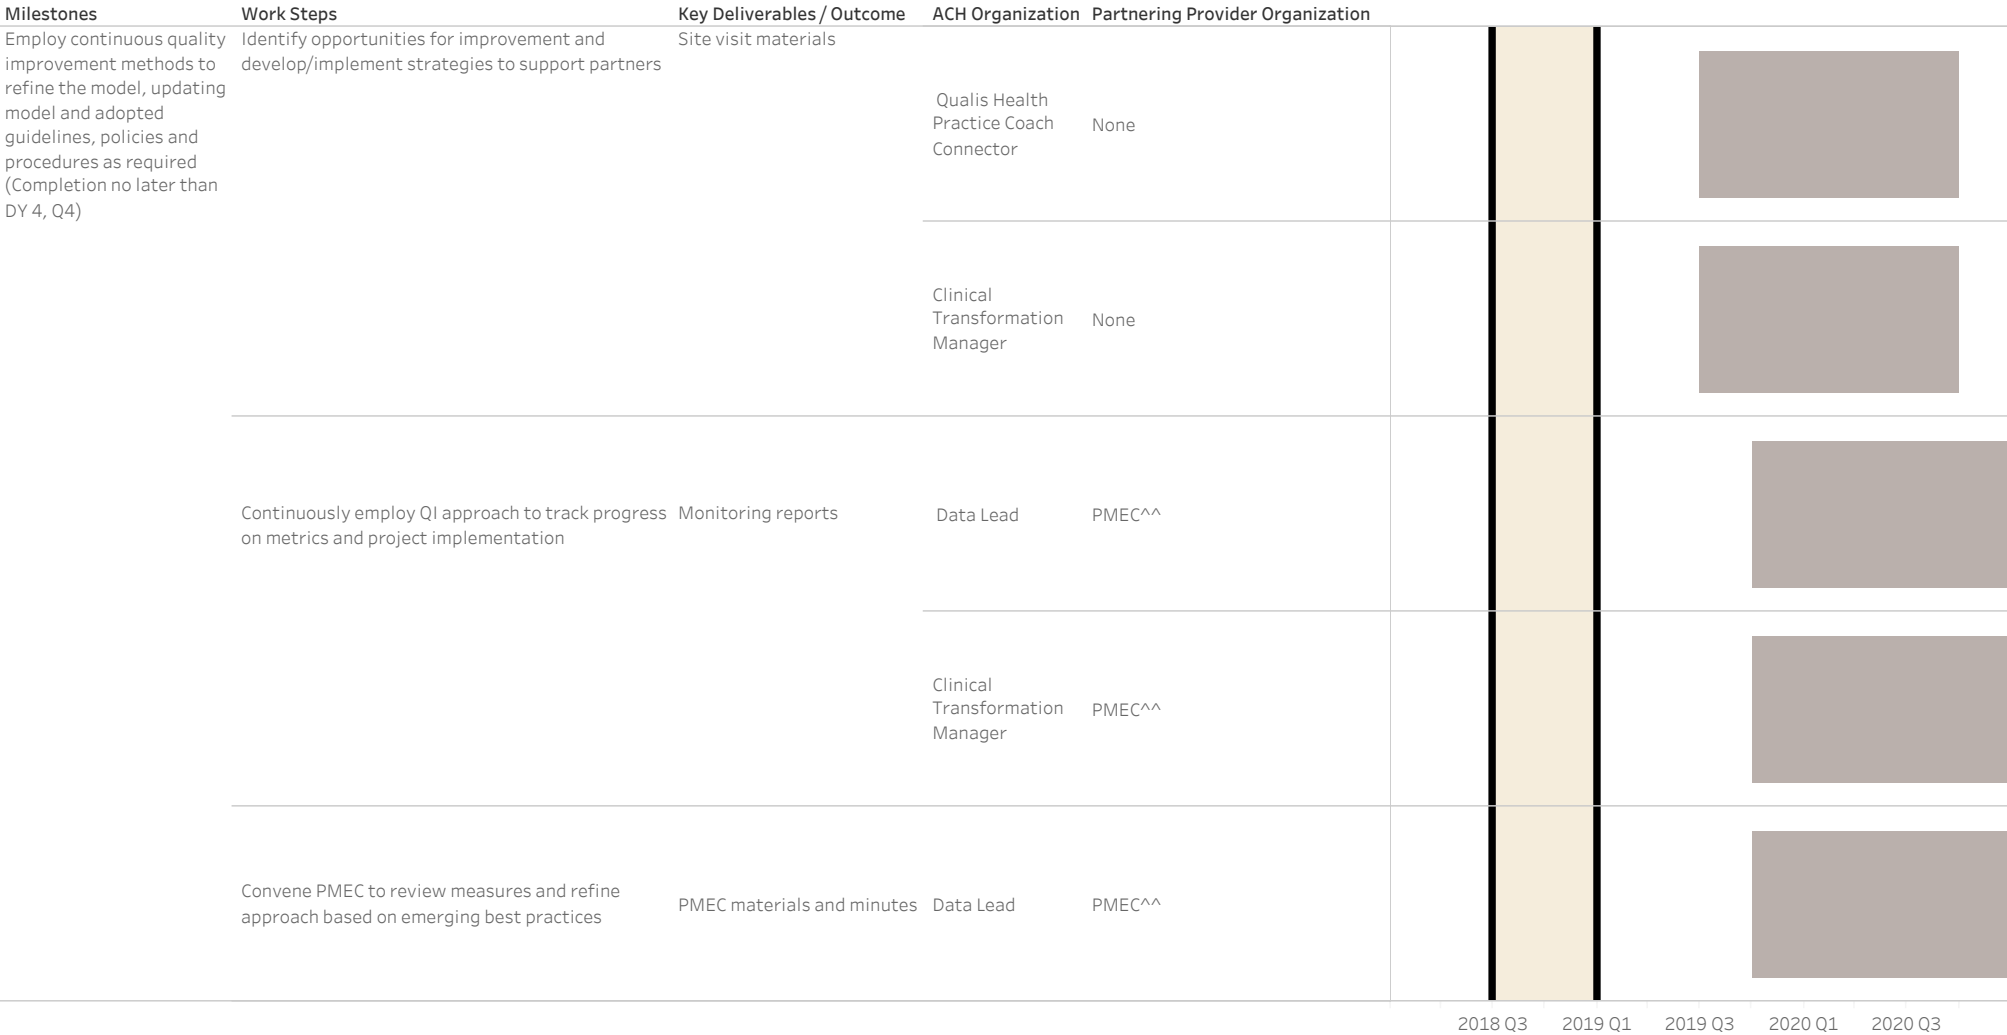 Milestones Work Steps Key Deliverables / Outcome ACH Organization Partnering Provider Organization
Employ continuous quality
improvement methods to
refine the model, updating
model and adopted
guidelines, policies and
procedures as required
(Completion no later than
DY 4, Q4)
Identify opportunities for improvement and
develop/implement strategies to support partners
Site visit materials
Qualis Health
Practice Coach
Connector
None
Clinical
Transformation
Manager
None
Continuously employ QI approach to track progress
on metrics and project implementation
Monitoring reports
Data Lead
PMEC^^
Clinical
Transformation
Manager
PMEC^^
Convene PMEC to review measures and refine
approach based on emerging best practices
PMEC materials and minutes
Data Lead
PMEC^^
2018 Q3 2019 Q1 2019 Q3 2020 Q1 2020 Q3